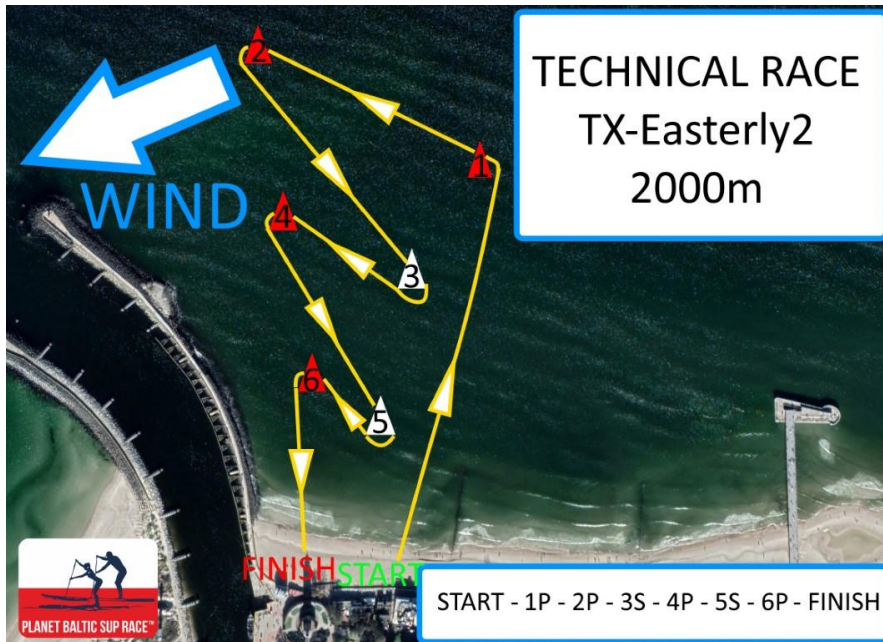 TECHNICAL RACE
TX-Easterly2
2000m
WIND
2
1
4
3
6
5
FINISH
START
START - 1P - 2P - 3S - 4P - 5S - 6P - FINISH
PLANET BALTIC SUP RACE™